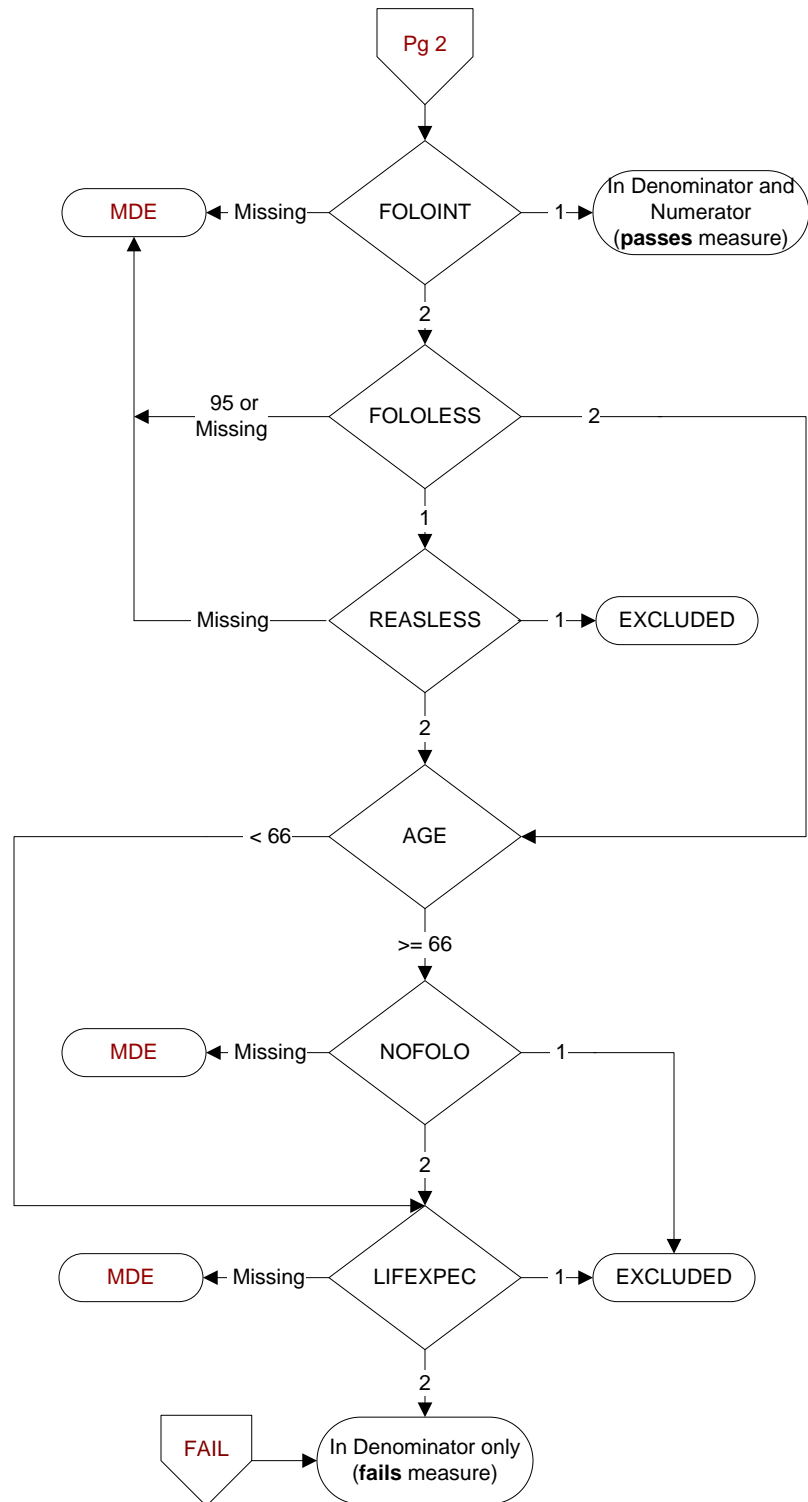 Pg 2
MDE
Missing
FOLOINT
1
In Denominator and
Numerator
(passes measure)
2
95 or
Missing
FOLOLESS
2
1
Missing
REASLESS
1
EXCLUDED
2
< 66
AGE
>= 66
MDE
Missing
NOFOLO
1
2
MDE
Missing
LIFEXPEC
1
EXCLUDED
2
FAIL
In Denominator only
(fails measure)